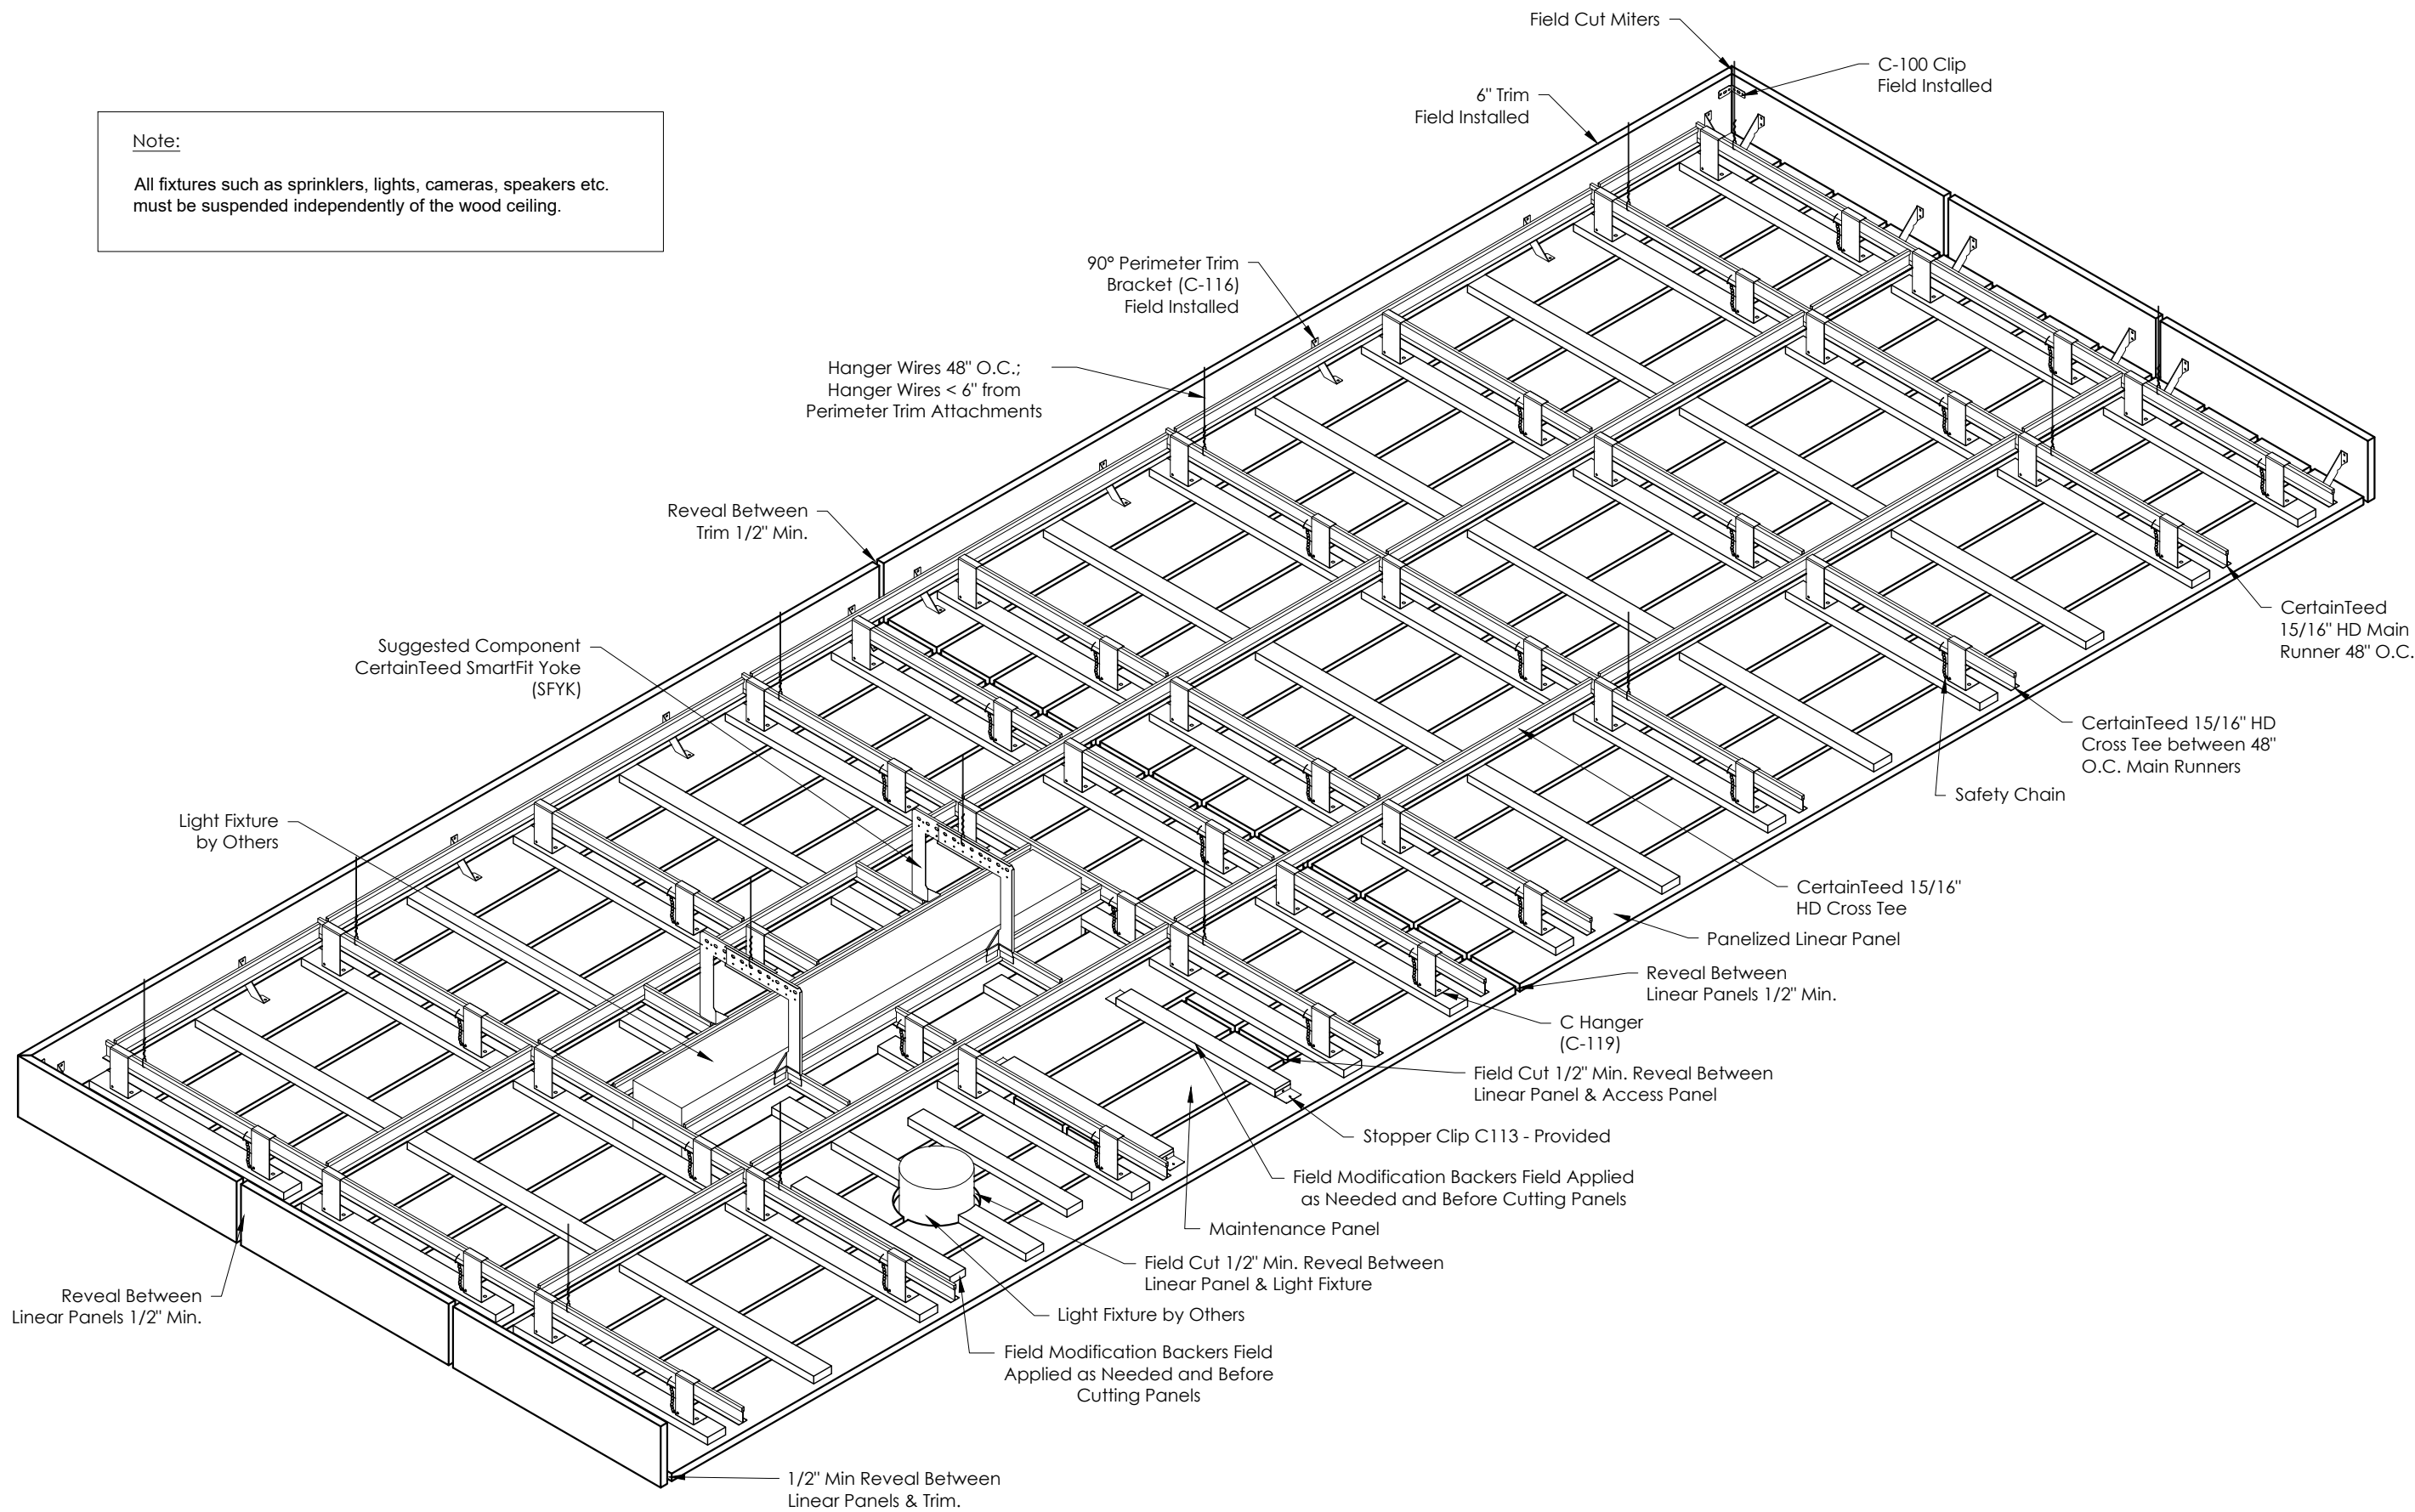 Field Cut Miters
C-100 Clip
Field Installed
6" Trim
Field Installed
Note:
All fixtures such as sprinklers, lights, cameras, speakers etc.
must be suspended independently of the wood ceiling.
90° Perimeter Trim
Bracket (C-116)
Field Installed
Hanger Wires 48" O.C.;
Hanger Wires < 6" from
Perimeter Trim Attachments
Reveal Between
Trim 1/2" Min.
Suggested Component
CertainTeed SmartFit Yoke
(SFYK)
Light Fixture
by Others
CertainTeed
15/16" HD Main
Runner 48" O.C.
CertainTeed 15/16" HD
Cross Tee between 48"
O.C. Main Runners
Safety Chain
CertainTeed 15/16"
HD Cross Tee
Panelized Linear Panel
Reveal Between
Linear Panels 1/2" Min.
C Hanger
(C-119)
Field Cut 1/2" Min. Reveal Between
Linear Panel & Access Panel
Stopper Clip C113 - Provided
Field Modification Backers Field Applied
as Needed and Before Cutting Panels
Maintenance Panel
Field Cut 1/2" Min. Reveal Between
Linear Panel & Light Fixture
Light Fixture by Others
Field Modification Backers Field
Applied as Needed and Before
Cutting Panels
Reveal Between
Linear Panels 1/2" Min.
1/2" Min Reveal Between
Linear Panels & Trim.